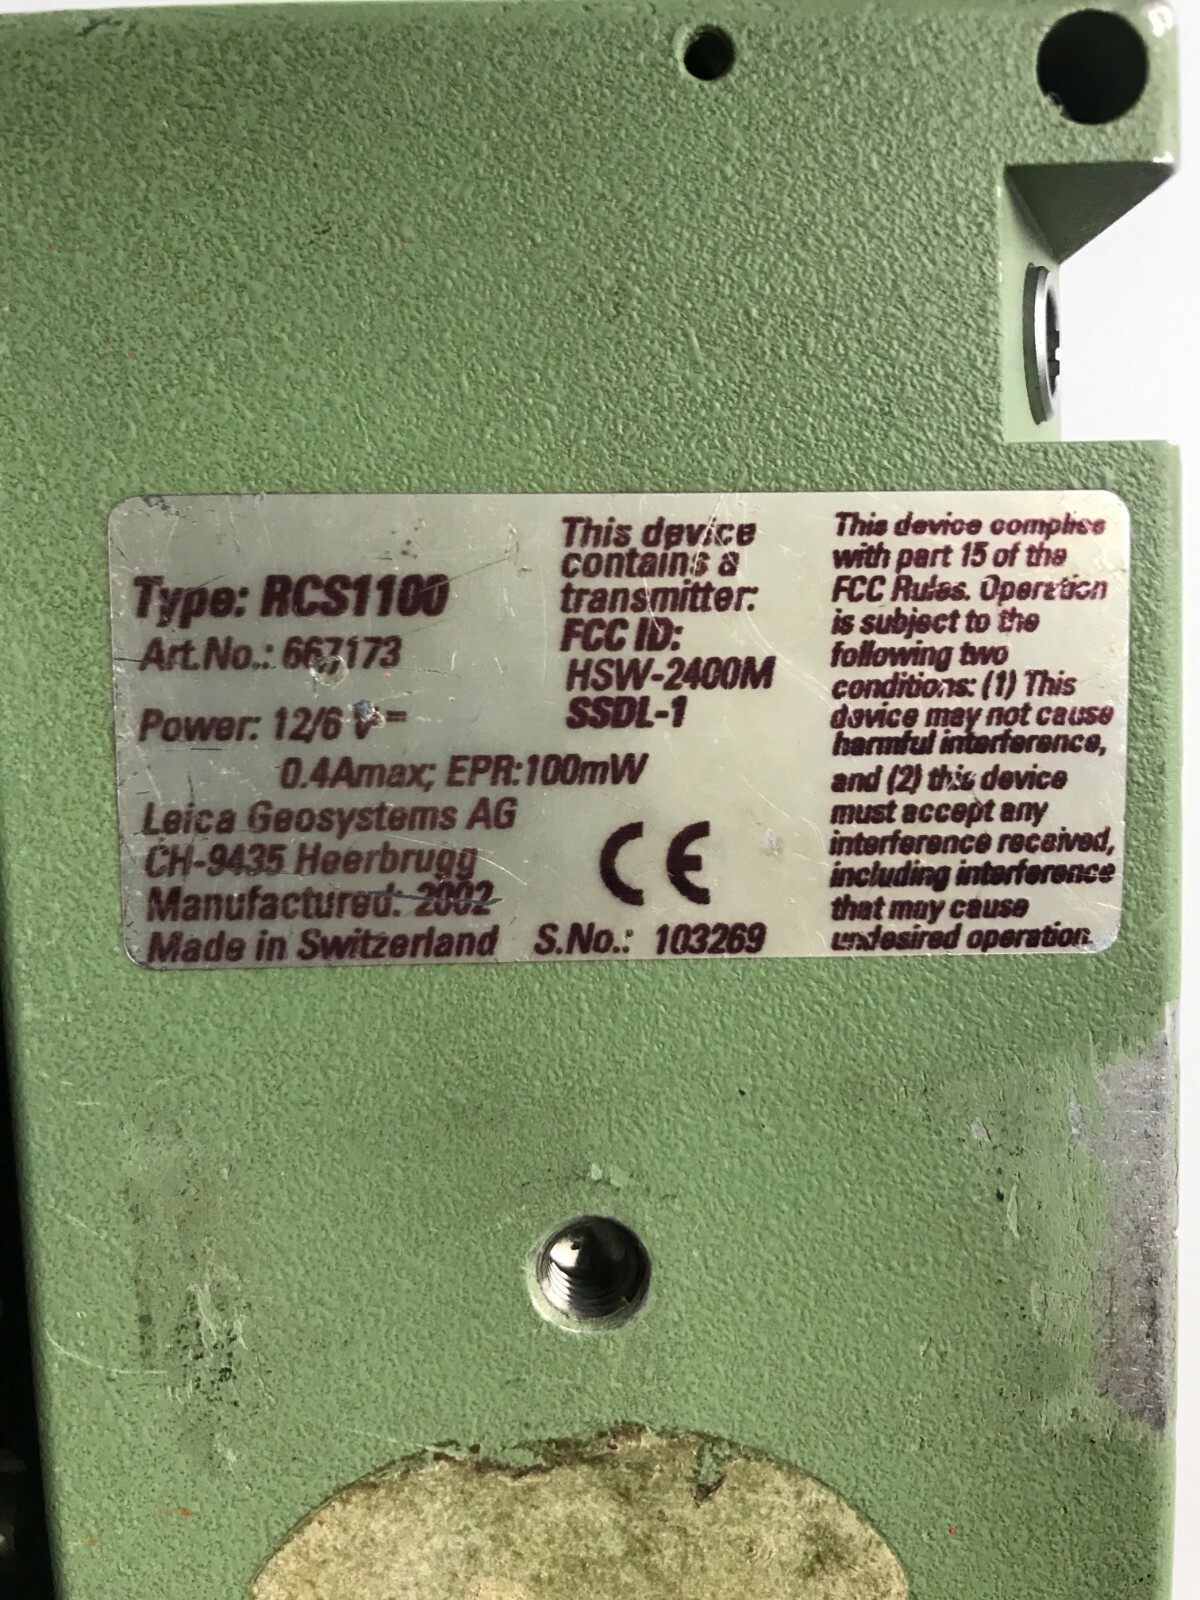 Type: RCS1100
Art.No.: 667173
Power: 12/6 V=
0.4Amax; EPR:100mW
Leica Geosystems AG
CH-9435 Heerbrugg
Manufactured: 2002
Made in Switzerland
S.No.: 103269
This device
contains a
transmitter:
FCC ID:
HSW-2400M
SSDL-1
CE
This device complies
with part 15 of the
FCC Rules. Operation
is subject to the
following two
conditions: (1) This
device may not cause
harmful interference,
and (2) this device
must accept any
interference received,
including interference
that may cause
undesired operation.